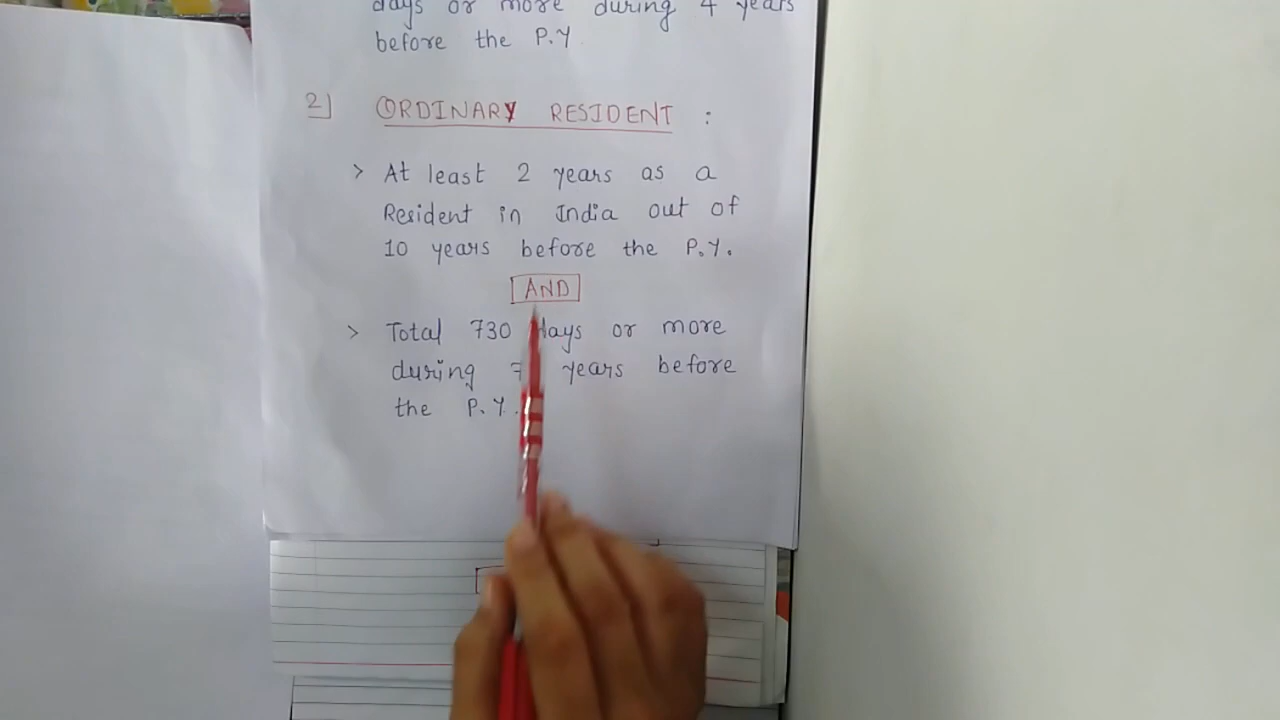 days or more during 4 years
before the P.Y
2] ORDINARY RESIDENT :
> At least 2 years as a
Resident in India out of
10 years before the P.Y.
AND
> Total 730 days or more
during 7 years before
the P.Y.